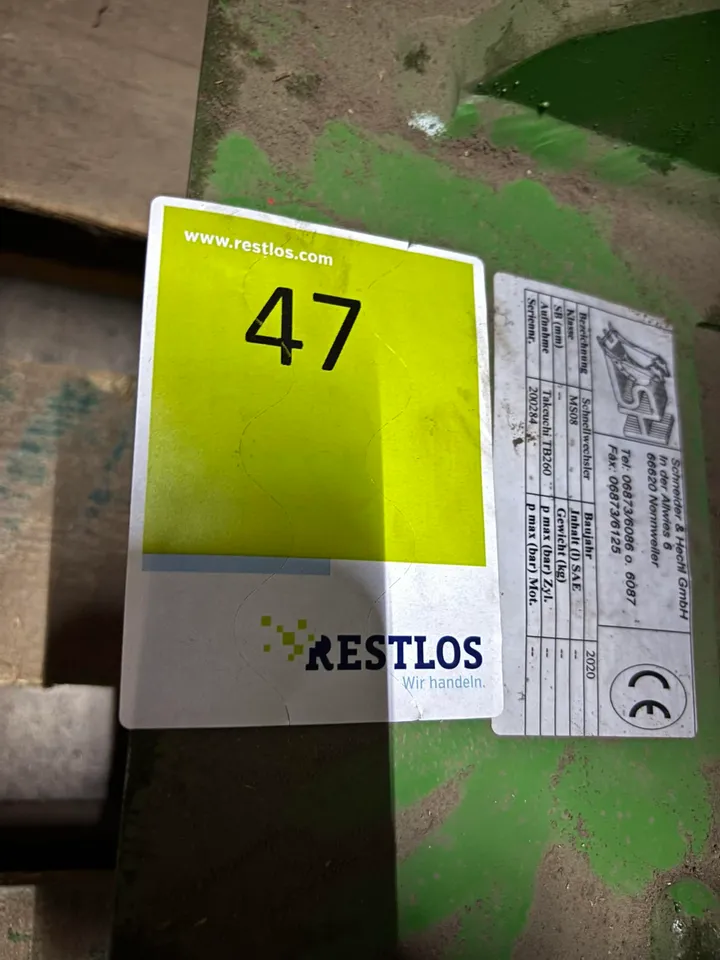 www.restlos.com
47
RESTLOS
Wir handeln.
Schneider & Hechl GmbH
In der Allwies 6
66620 Nonnweiler
Tel: 06873/6086 o. 6087
Fax: 06873/6125
Bezeichnung Schnellwechsler Baujahr 2020
Klasse MS08 Inhalt (l) SAE --
SB (mm) -- Gewicht (kg) --
Aufnahme Takeuchi TB260 p max (bar) Zyl. --
Seriennr. 200284 p max (bar) Mot. --
CE